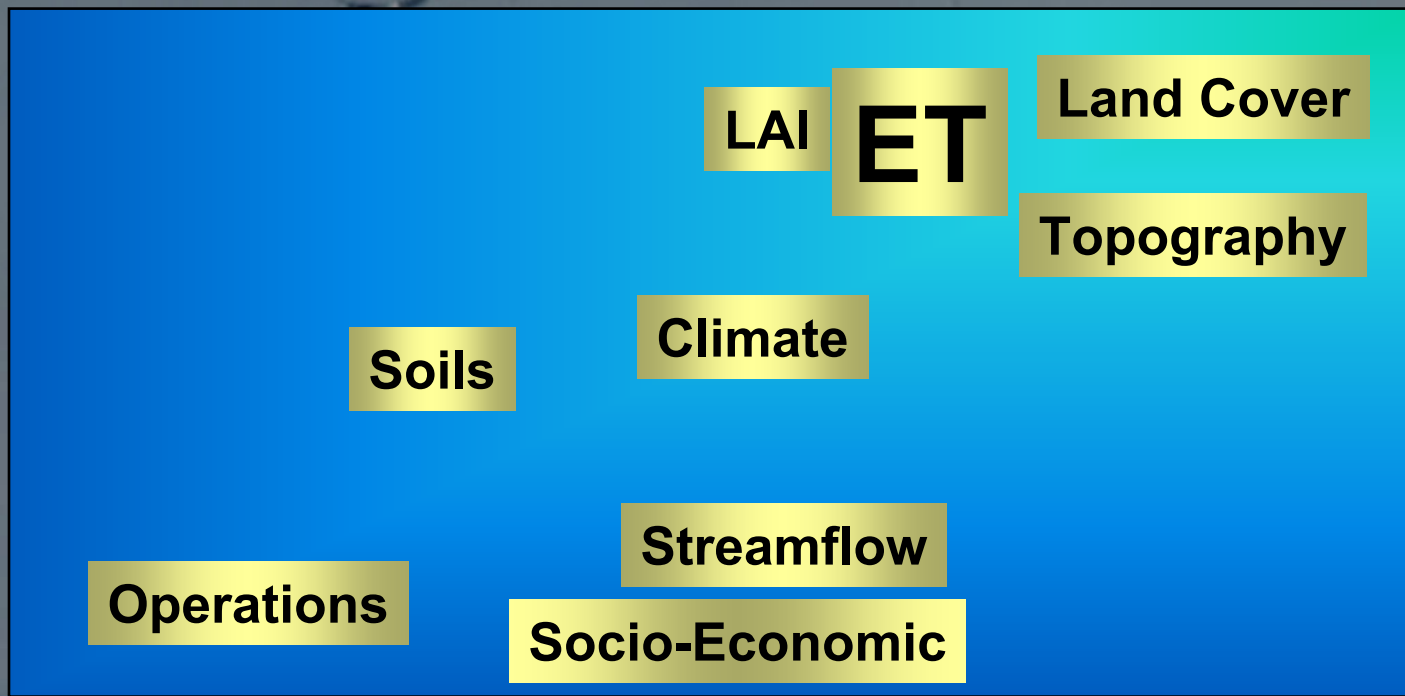 LAI
ET
Land Cover
Topography
Climate
Soils
Streamflow
Operations
Socio-Economic